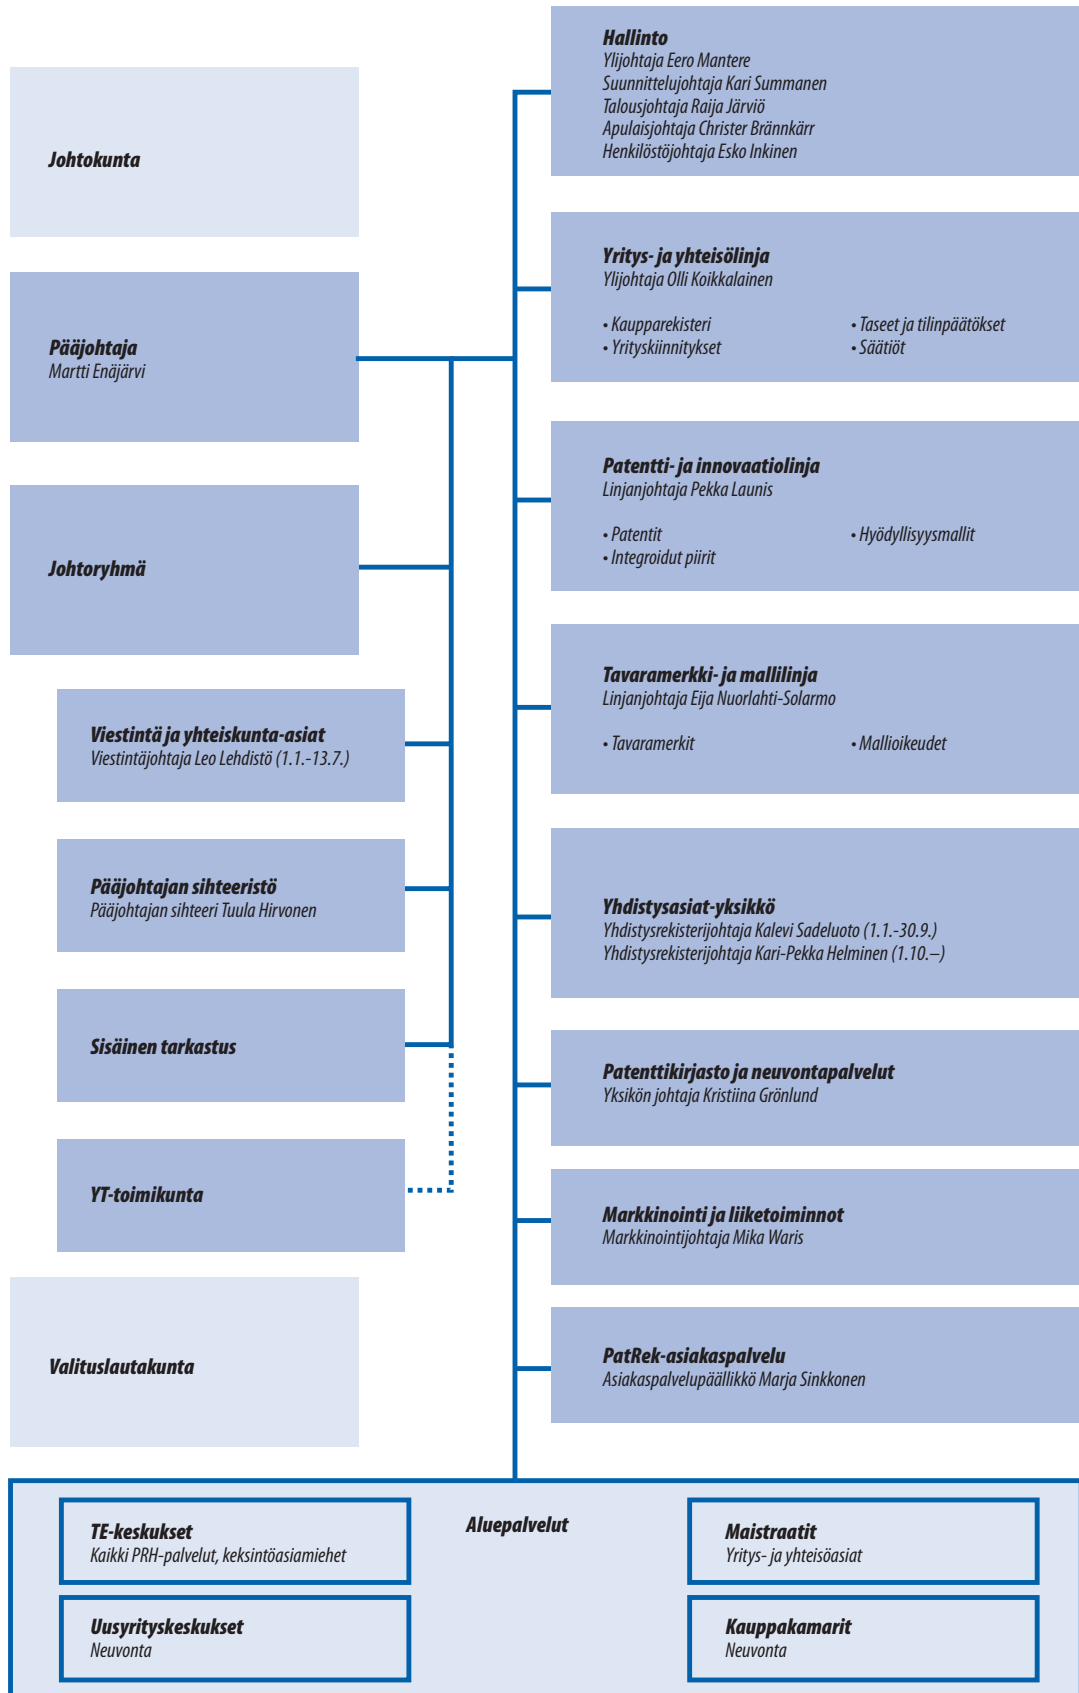 Johtokunta
Pääjohtaja
Martti Enäjärvi
Johtoryhmä
Viestintä ja yhteiskunta-asiat
Viestintäjohtaja Leo Lehdistö (1.1.-13.7.)
Pääjohtajan sihteeristö
Pääjohtajan sihteeri Tuula Hirvonen
Sisäinen tarkastus
YT-toimikunta
Valituslautakunta
Hallinto
Ylijohtaja Eero Mantere
Suunnittelujohtaja Kari Summanen
Talousjohtaja Raija Järviö
Apulaisjohtaja Christer Brännkärr
Henkilöstöjohtaja Esko Inkinen
Yritys- ja yhteisölinja
Ylijohtaja Olli Koikkalainen
• Kaupparekisteri
• Yrityskiinnitykset
• Taseet ja tilinpäätökset
• Säätiöt
Patentti- ja innovaatiolinja
Linjanjohtaja Pekka Launis
• Patentit
• Integroidut piirit
• Hyödyllisyysmallit
Tavaramerkki- ja mallilinja
Linjanjohtaja Eija Nuorlahti-Solarmo
• Tavaramerkit
• Mallioikeudet
Yhdistysasiat-yksikkö
Yhdistysrekisterijohtaja Kalevi Sadeluoto (1.1.-30.9.)
Yhdistysrekisterijohtaja Kari-Pekka Helminen (1.10.–)
Patenttikirjasto ja neuvontapalvelut
Yksikön johtaja Kristiina Grönlund
Markkinointi ja liiketoiminnot
Markkinointijohtaja Mika Waris
PatRek-asiakaspalvelu
Asiakaspalvelupäällikkö Marja Sinkkonen
Aluepalvelut
TE-keskukset
Kaikki PRH-palvelut, keksintöasiamiehet
Uusyrityskeskukset
Neuvonta
Maistraatit
Yritys- ja yhteisöasiat
Kauppakamarit
Neuvonta